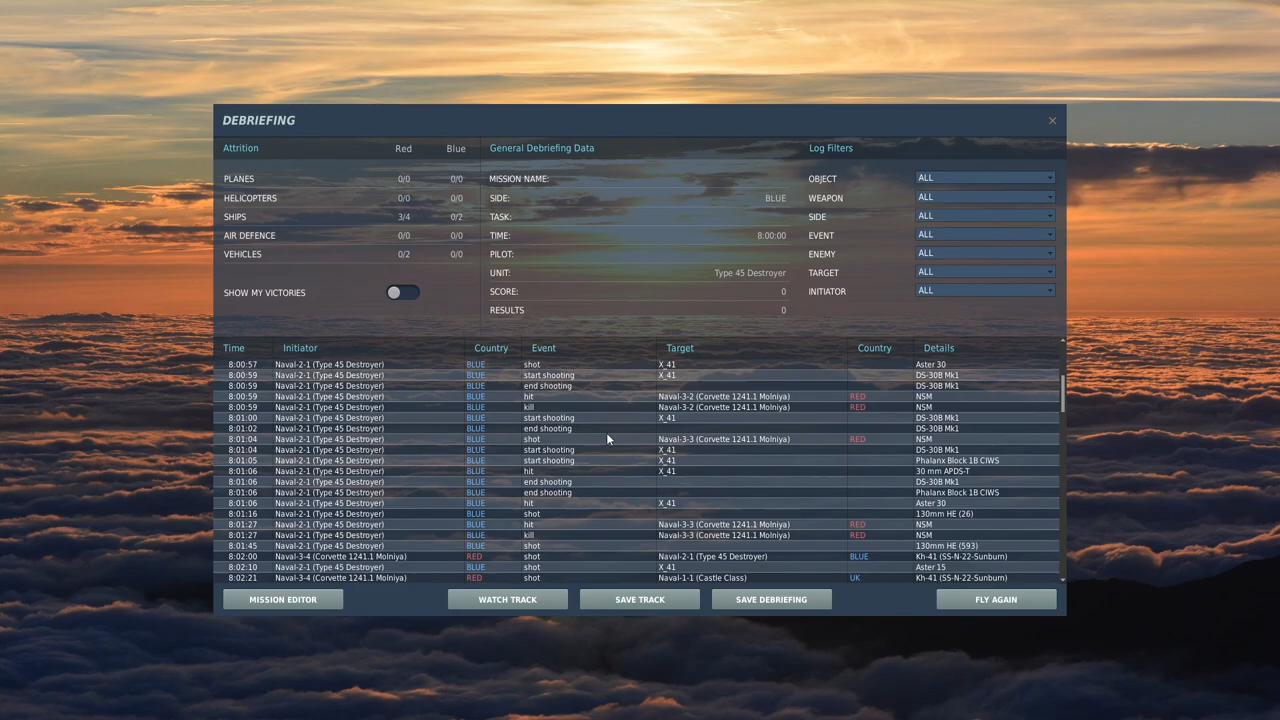 DEBRIEFING
Attrition Red Blue General Debriefing Data Log Filters
PLANES 0/0 0/0 MISSION NAME: OBJECT ALL
HELICOPTERS 0/0 0/0 SIDE: BLUE WEAPON ALL
SHIPS 3/4 0/2 TASK: SIDE ALL
AIR DEFENCE 0/0 0/0 TIME: 8:00:00 EVENT ALL
VEHICLES 0/2 0/0 PILOT: ENEMY ALL
UNIT: Type 45 Destroyer TARGET ALL
SHOW MY VICTORIES SCORE: 0 INITIATOR ALL
RESULTS 0
Time Initiator Country Event Target Country Details
8:00:57 Naval-2-1 (Type 45 Destroyer) BLUE shot X_41 Aster 30
8:00:59 Naval-2-1 (Type 45 Destroyer) BLUE start shooting X_41 DS-30B Mk1
8:00:59 Naval-2-1 (Type 45 Destroyer) BLUE end shooting DS-30B Mk1
8:00:59 Naval-2-1 (Type 45 Destroyer) BLUE hit Naval-3-2 (Corvette 1241.1 Molniya) RED NSM
8:00:59 Naval-2-1 (Type 45 Destroyer) BLUE kill Naval-3-2 (Corvette 1241.1 Molniya) RED NSM
8:01:00 Naval-2-1 (Type 45 Destroyer) BLUE start shooting X_41 DS-30B Mk1
8:01:02 Naval-2-1 (Type 45 Destroyer) BLUE end shooting DS-30B Mk1
8:01:04 Naval-2-1 (Type 45 Destroyer) BLUE shot Naval-3-3 (Corvette 1241.1 Molniya) RED NSM
8:01:04 Naval-2-1 (Type 45 Destroyer) BLUE start shooting X_41 DS-30B Mk1
8:01:05 Naval-2-1 (Type 45 Destroyer) BLUE start shooting X_41 Phalanx Block 1B CIWS
8:01:06 Naval-2-1 (Type 45 Destroyer) BLUE hit X_41 30 mm APDS-T
8:01:06 Naval-2-1 (Type 45 Destroyer) BLUE end shooting DS-30B Mk1
8:01:06 Naval-2-1 (Type 45 Destroyer) BLUE end shooting Phalanx Block 1B CIWS
8:01:06 Naval-2-1 (Type 45 Destroyer) BLUE hit X_41 Aster 30
8:01:16 Naval-2-1 (Type 45 Destroyer) BLUE shot 130mm HE (26)
8:01:27 Naval-2-1 (Type 45 Destroyer) BLUE hit Naval-3-3 (Corvette 1241.1 Molniya) RED NSM
8:01:27 Naval-2-1 (Type 45 Destroyer) BLUE kill Naval-3-3 (Corvette 1241.1 Molniya) RED NSM
8:01:45 Naval-2-1 (Type 45 Destroyer) BLUE shot 130mm HE (593)
8:02:00 Naval-3-4 (Corvette 1241.1 Molniya) RED shot Naval-2-1 (Type 45 Destroyer) BLUE Kh-41 (SS-N-22-Sunburn)
8:02:10 Naval-2-1 (Type 45 Destroyer) BLUE shot X_41 Aster 15
8:02:21 Naval-3-4 (Corvette 1241.1 Molniya) RED shot Naval-1-1 (Castle Class) UK Kh-41 (SS-N-22-Sunburn)
MISSION EDITOR WATCH TRACK SAVE TRACK SAVE DEBRIEFING FLY AGAIN